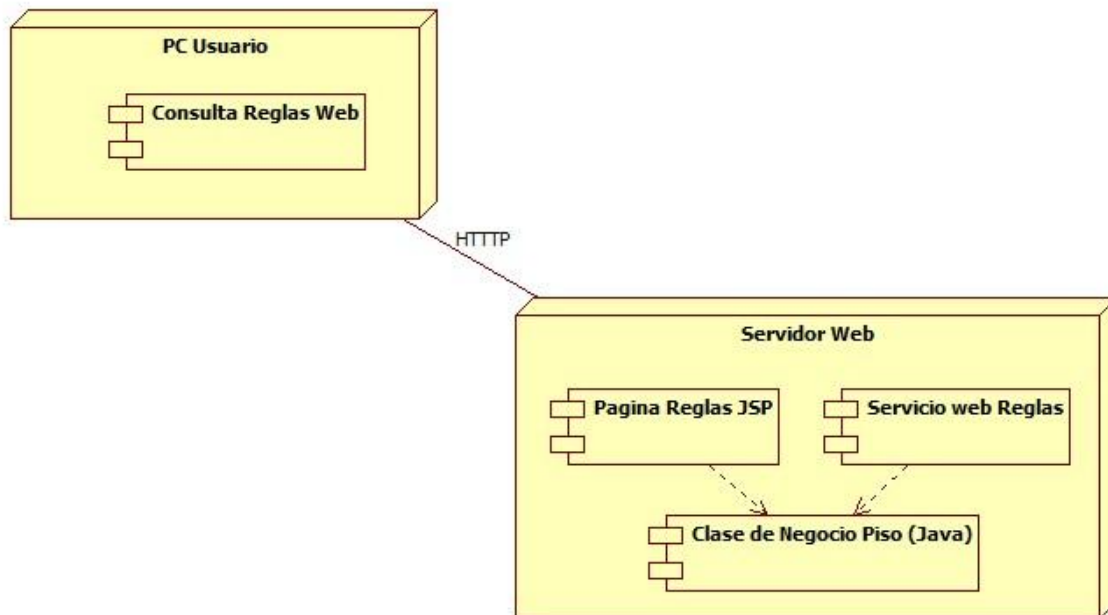 PC Usuario
Consulta Reglas Web
HTTTP
Servidor Web
Pagina Reglas JSP
Servicio web Reglas
Clase de Negocio Piso (Java)